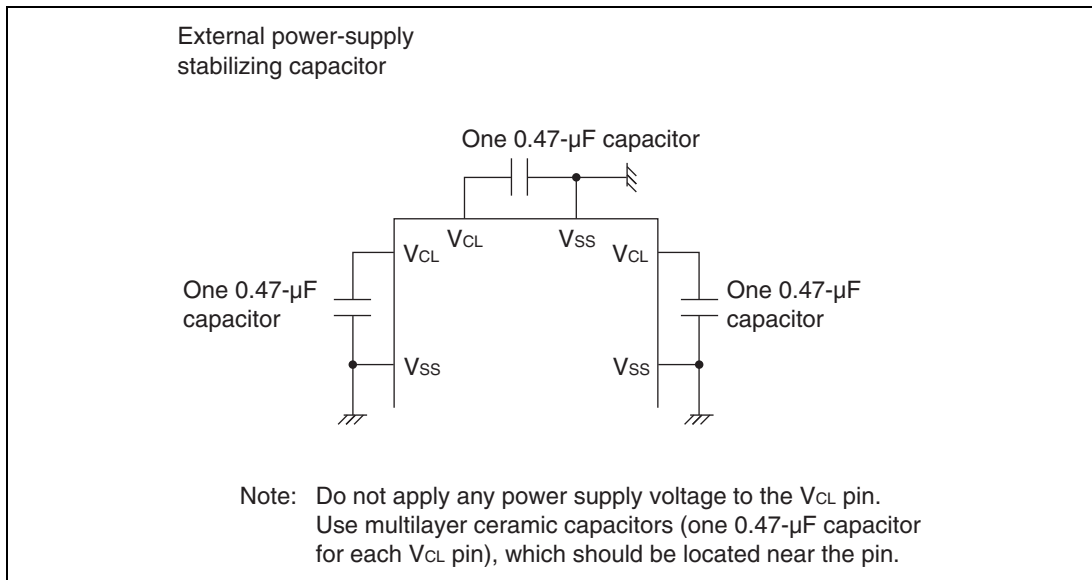 External power-supply
stabilizing capacitor
One 0.47-µF capacitor
VCL
VSS
VCL
VCL
One 0.47-µF
capacitor
One 0.47-µF
capacitor
VSS
VSS
Note: Do not apply any power supply voltage to the VCL pin.
Use multilayer ceramic capacitors (one 0.47-µF capacitor
for each VCL pin), which should be located near the pin.